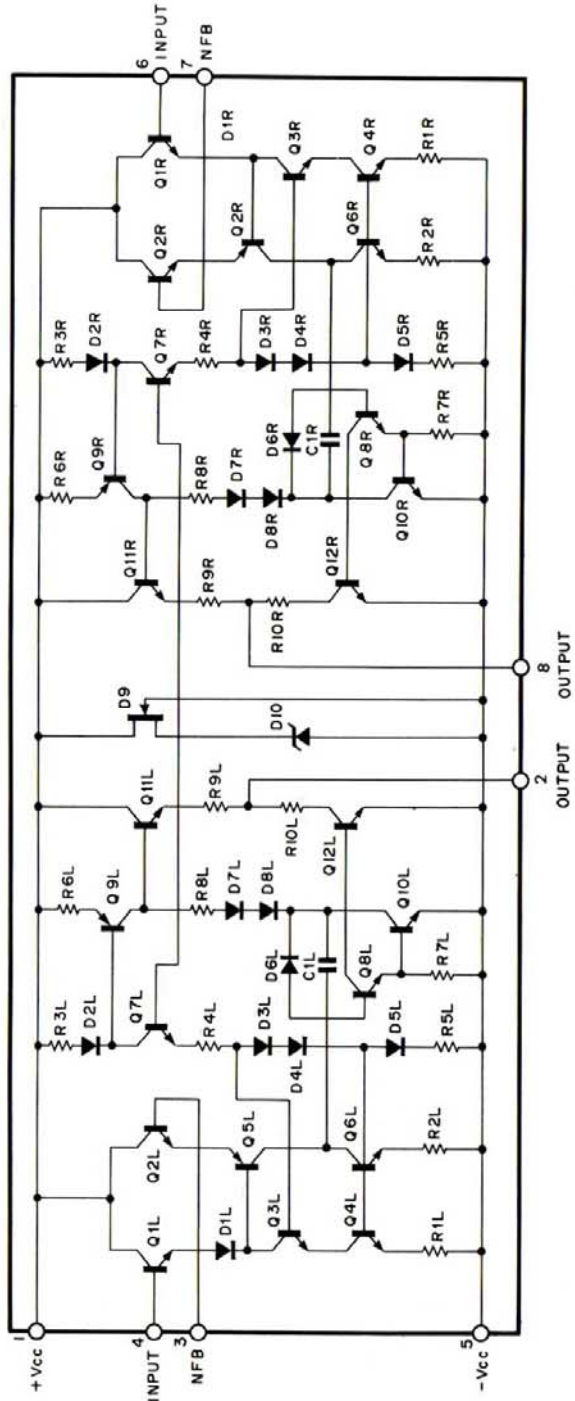 1
+Vcc
4
INPUT
3
NFB
5
-Vcc
Q1L
Q2L
D1L
Q5L
Q3L
Q4L
Q6L
R1L
R2L
R3L
D2L
Q7L
R4L
D3L
D4L
D5L
R5L
R6L
Q9L
R8L
D7L
D8L
D6L
C1L
Q8L
Q10L
R7L
Q11L
R9L
R10L
Q12L
2
OUTPUT
D9
D10
8
OUTPUT
Q11R
R9R
R10R
Q12R
R6R
Q9R
R8R
D7R
D8R
D6R
C1R
Q8R
Q10R
R7R
R3R
D2R
Q7R
R4R
D3R
D4R
D5R
R5R
Q2R
Q1R
D1R
Q2R
Q3R
Q6R
Q4R
R2R
R1R
6
INPUT
7
NFB